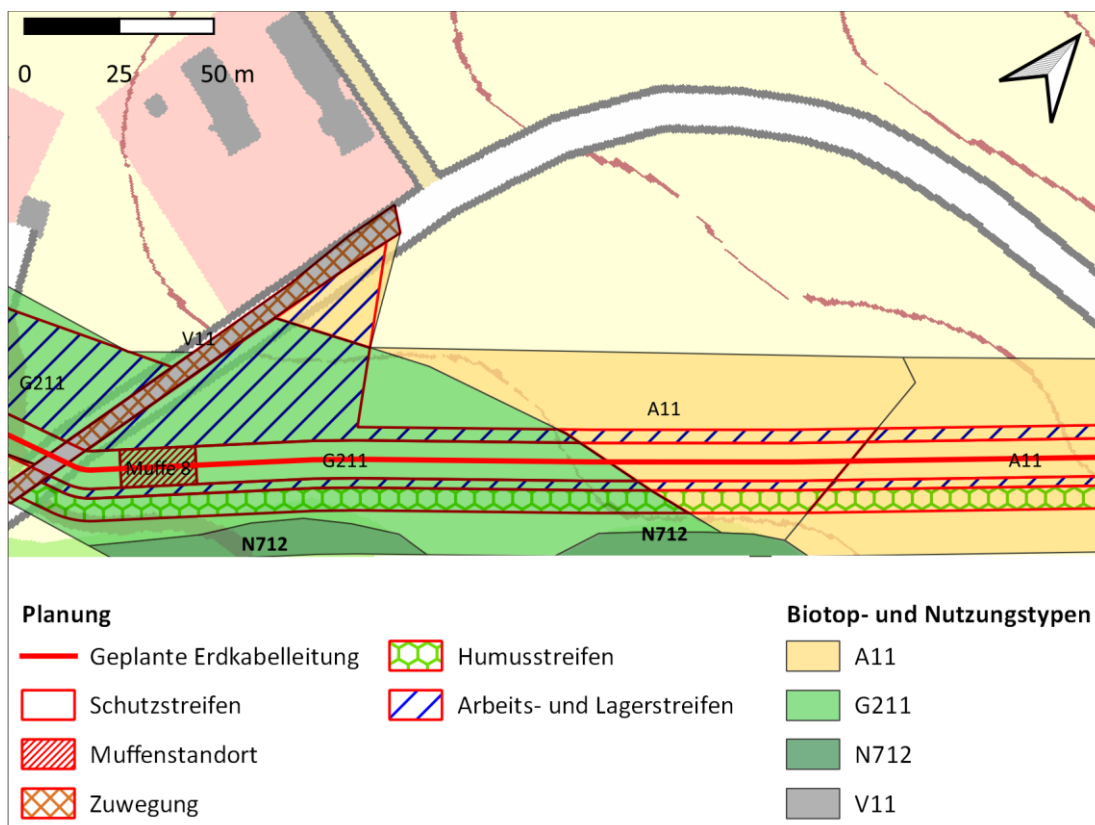 0 25 50 m
V11
G211
A11
G211
Muffe 8
A11
N712
N712
Planung
Geplante Erdkabelleitung
Schutzstreifen
Muffenstandort
Zuwegung
Humusstreifen
Arbeits- und Lagerstreifen
Biotop- und Nutzungstypen
A11
G211
N712
V11